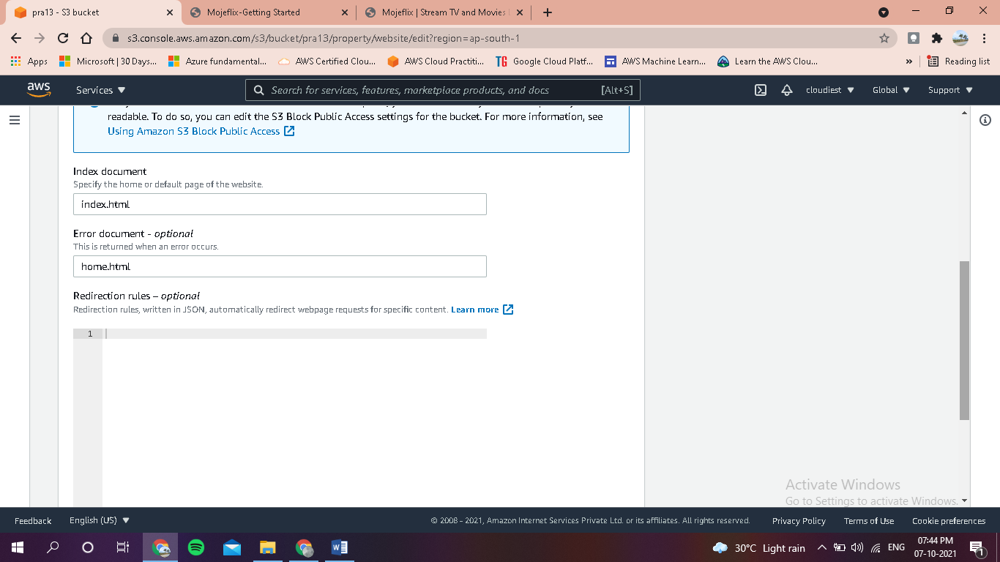 pra13 - S3 bucket
Mojeflix-Getting Started
Mojeflix | Stream TV and Movies
s3.console.aws.amazon.com/s3/bucket/pra13/property/website/edit?region=ap-south-1
Apps
Microsoft | 30 Days...
Azure fundamental...
AWS Certified Clou...
AWS Cloud Practiti...
TG
Google Cloud Platf...
AWS Machine Learn...
Learn the AWS Clou...
»
Reading list
aws
Services
Search for services, features, marketplace products, and docs
[Alt+S]
cloudiest
Global
Support
readable. To do so, you can edit the S3 Block Public Access settings for the bucket. For more information, see
Using Amazon S3 Block Public Access
Index document
Specify the home or default page of the website.
index.html
Error document - optional
This is returned when an error occurs.
home.html
Redirection rules – optional
Redirection rules, written in JSON, automatically redirect webpage requests for specific content. Learn more
1
Activate Windows
Go to Settings to activate Windows.
Feedback
English (US)
© 2008 - 2021, Amazon Internet Services Private Ltd. or its affiliates. All rights reserved.
Privacy Policy
Terms of Use
Cookie preferences
30°C Light rain
ENG
07:44 PM
07-10-2021
1